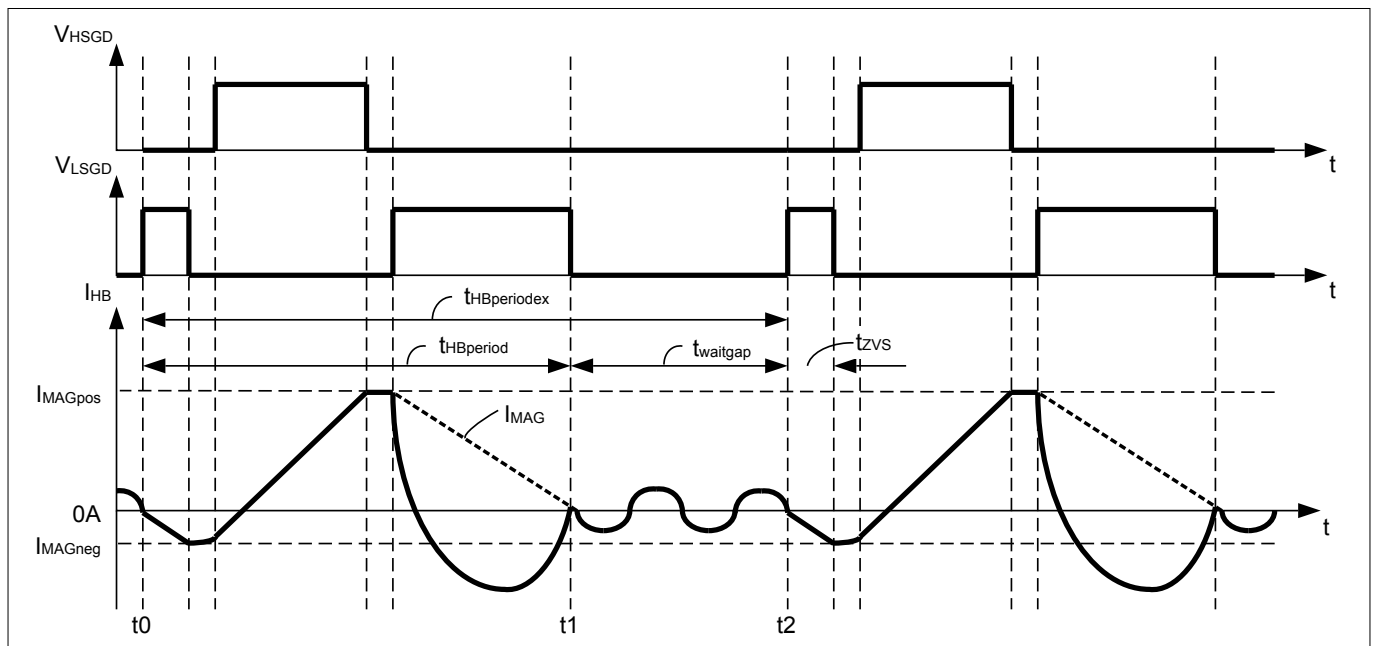 VHSGD
t
VLSGD
t
IHB
tHBperiodex
tHBperiod
twaitgap
tZVS
IMAGpos
IMAG
0A
t
IMAGneg
t0
t1
t2